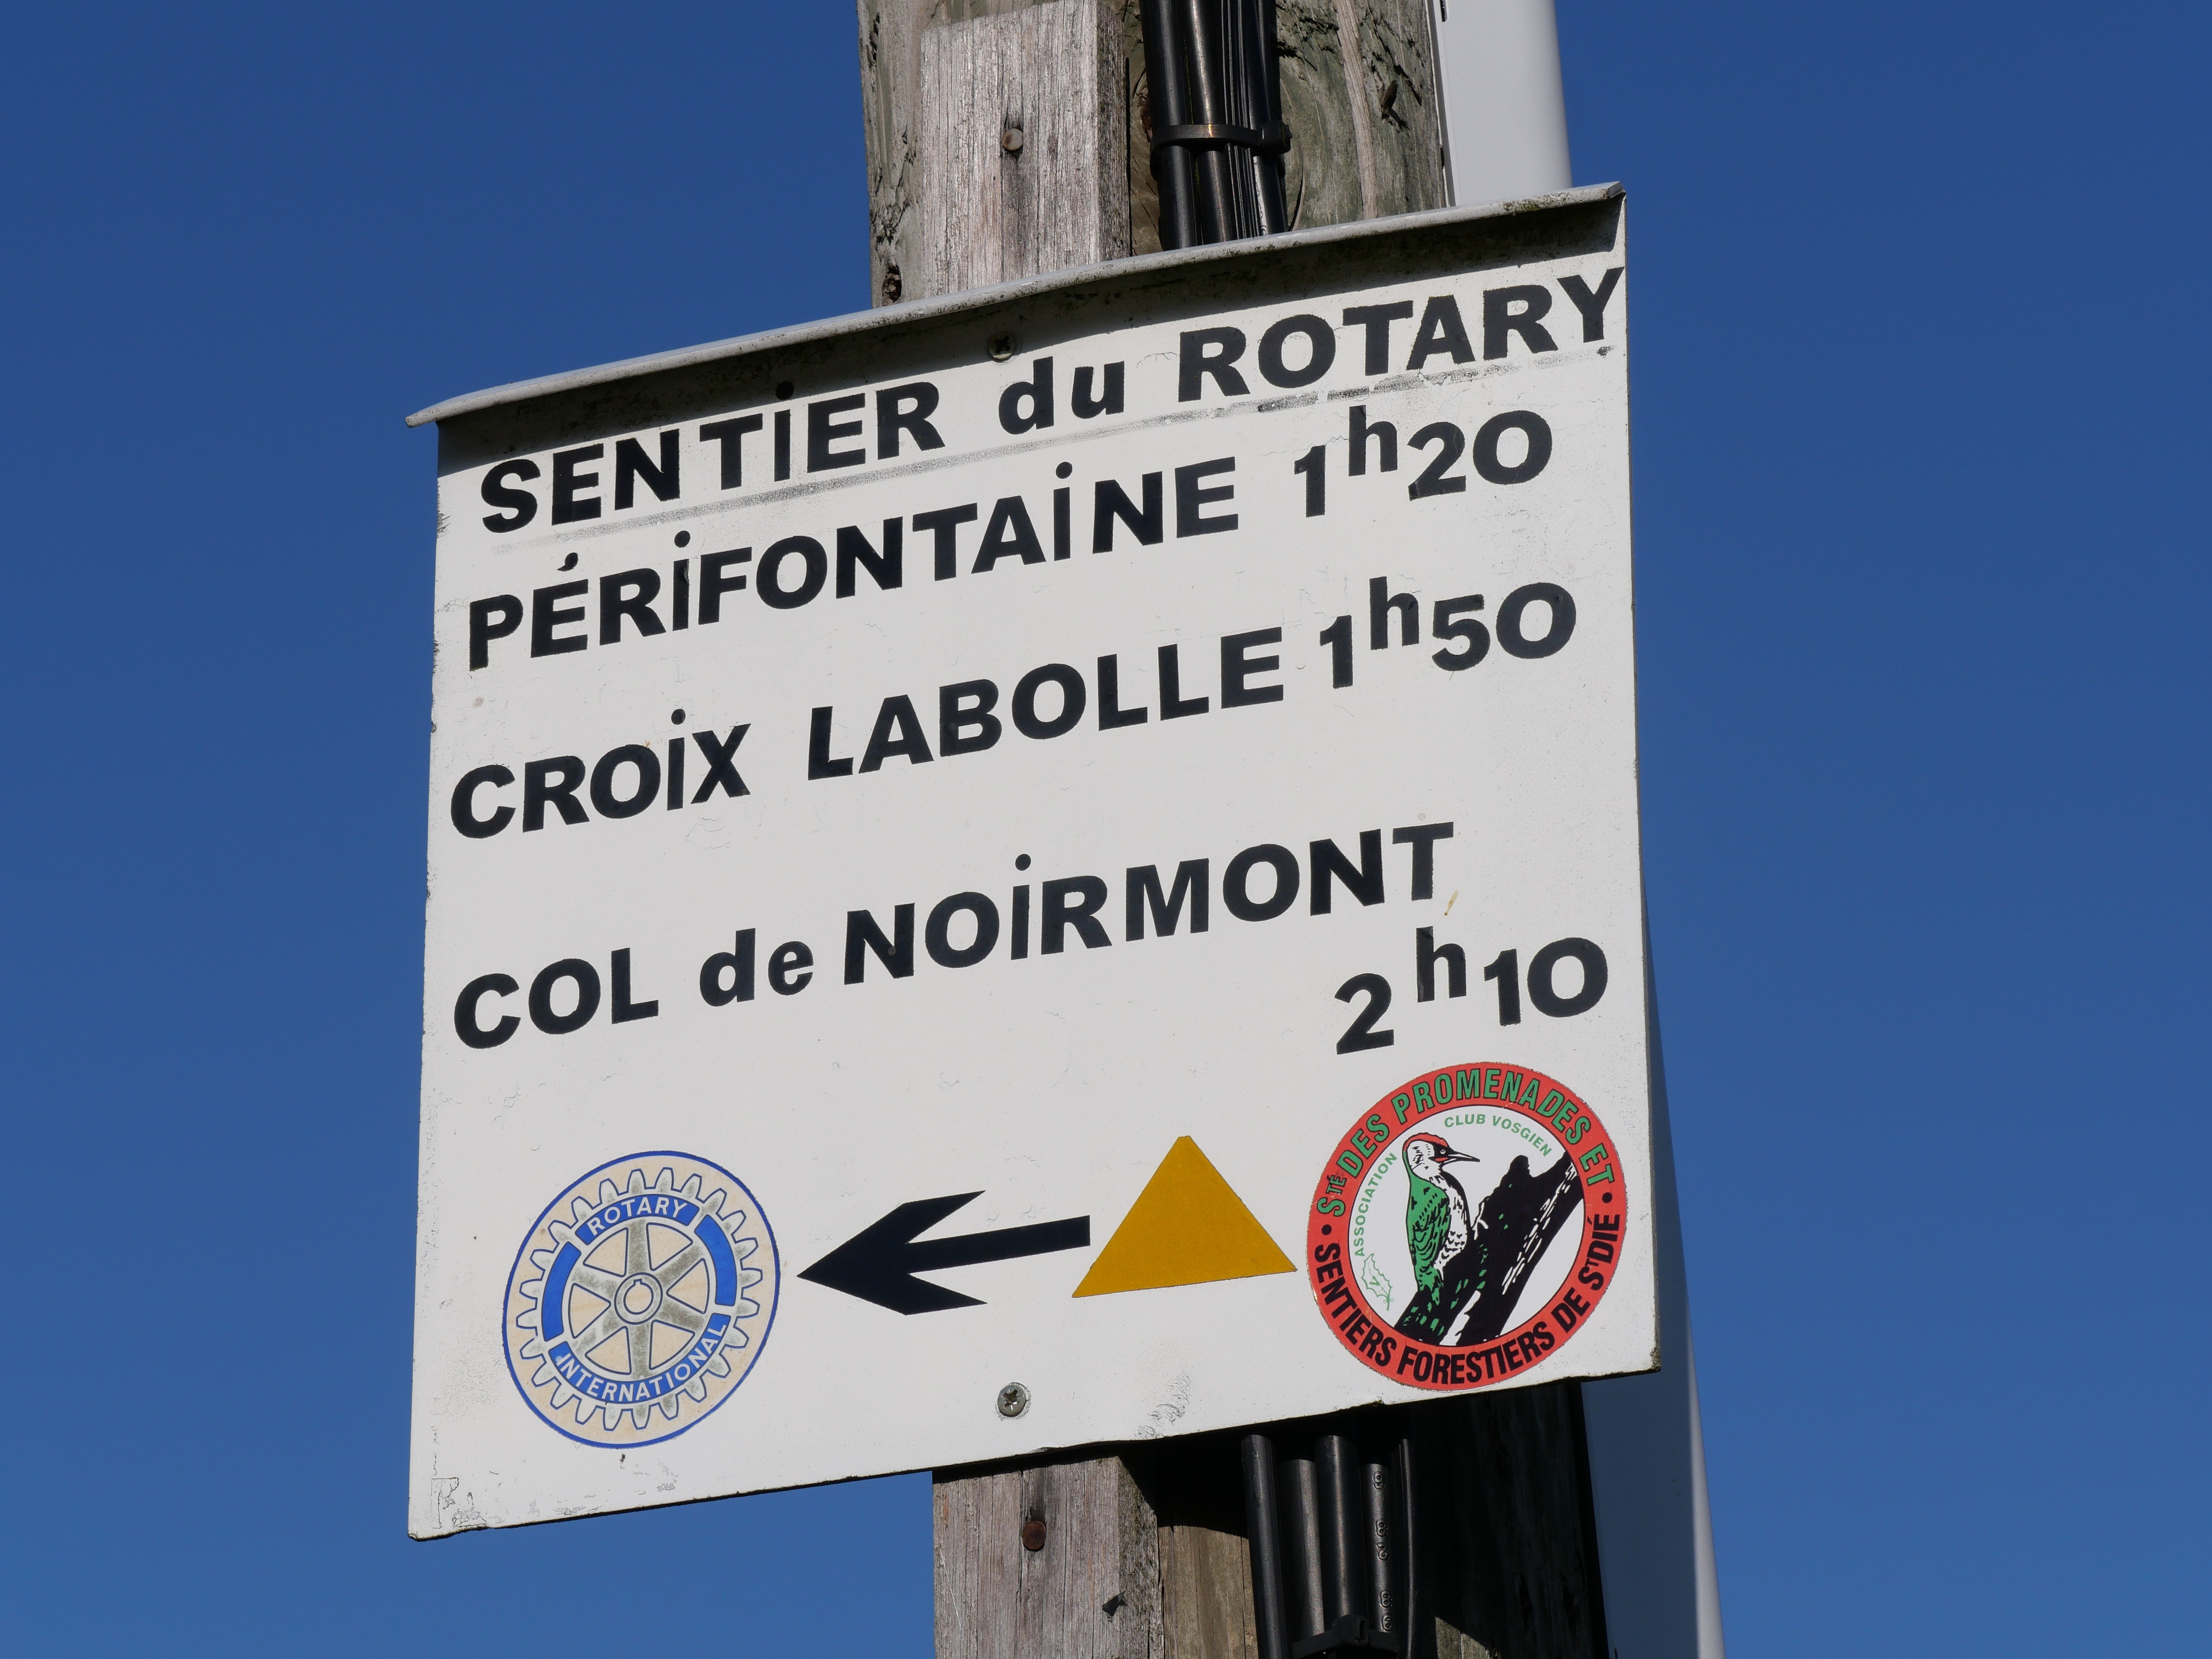 SENTIER du ROTARY
PÉRIFONTAINE 1h20
CROIX LABOLLE 1h50
COL de NOIRMONT
2h10
ROTARY
INTERNATIONAL
STÉ DES PROMENADES ET
SENTIERS FORESTIERS DE ST DIÉ
ASSOCIATION
CLUB VOSGIEN